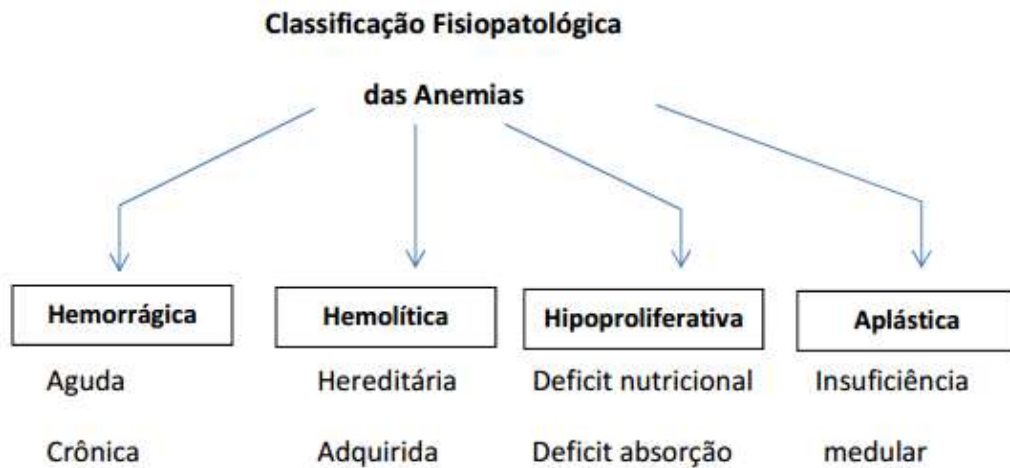 Classificação Fisiopatológica
das Anemias
Hemorrágica
Aguda
Crônica
Hemolítica
Hereditária
Adquirida
Hipoproliferativa
Deficit nutricional
Deficit absorção
Aplástica
Insuficiência
medular